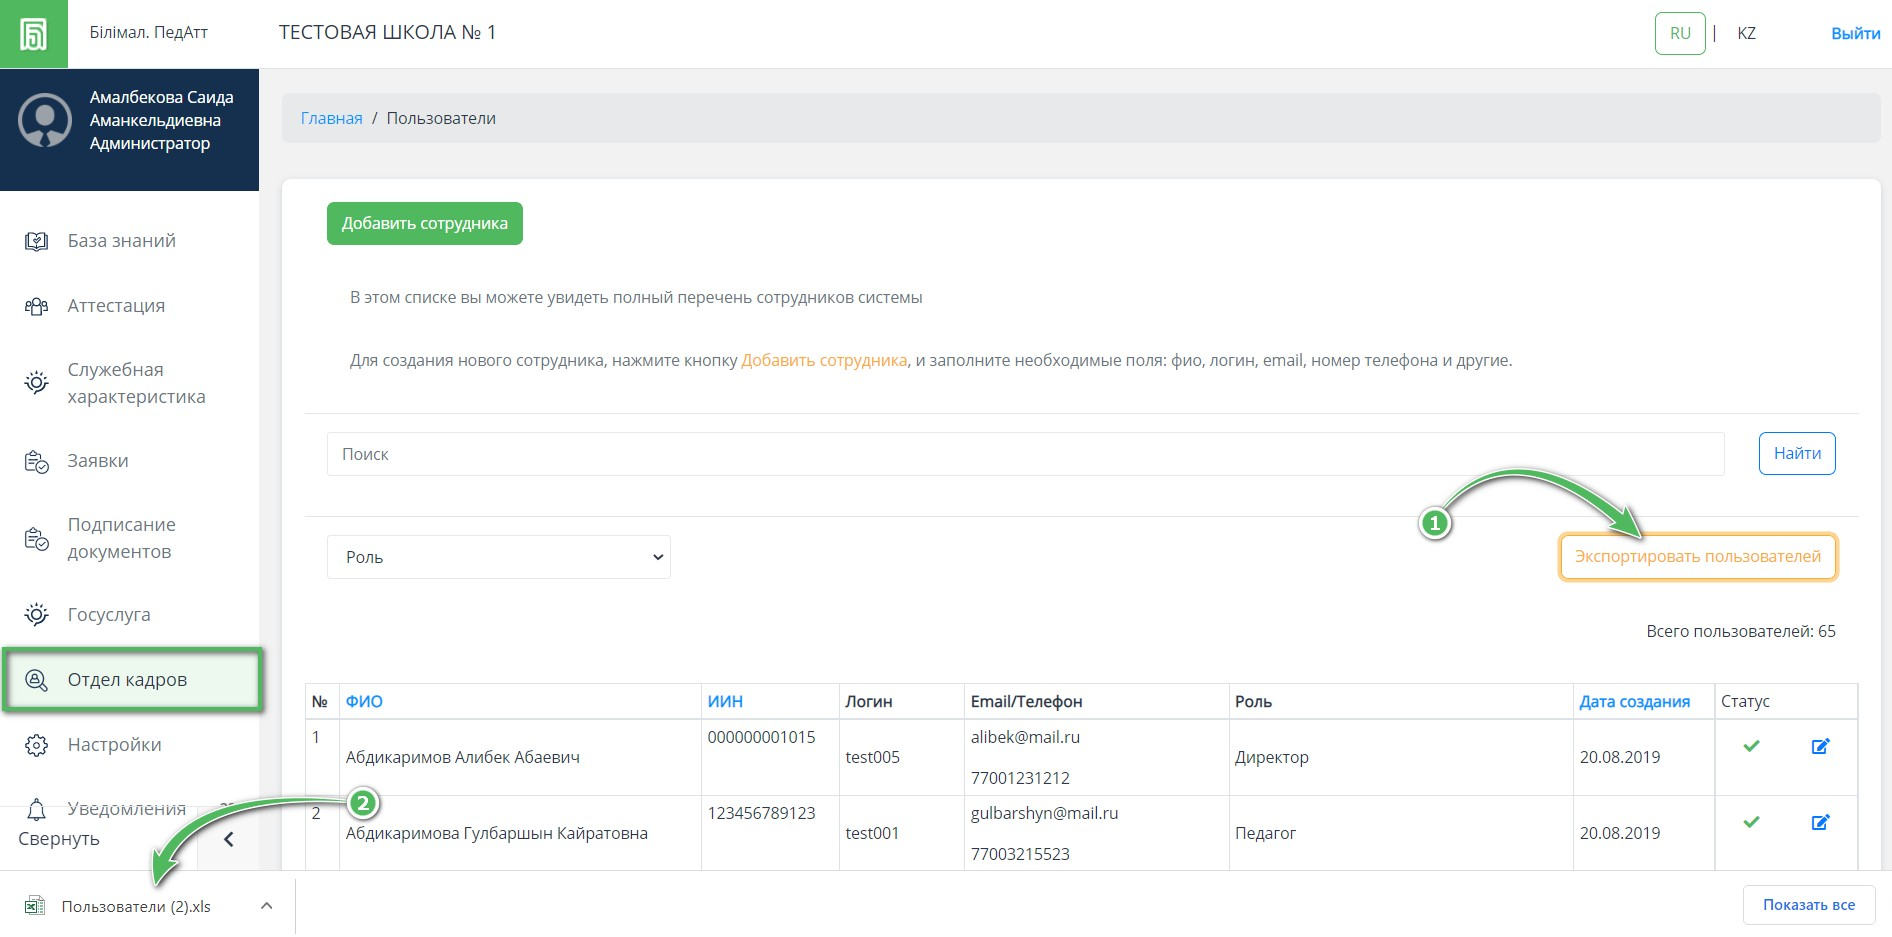 Білімал. ПедАтт
ТЕСТОВАЯ ШКОЛА № 1
RU | KZ
Выйти
Амалбекова Саида
Аманкельдиевна
Администратор
Главная / Пользователи
База знаний
Аттестация
Служебная
характеристика
Заявки
Подписание
документов
Госуслуга
Отдел кадров
Настройки
Уведомления
Свернуть
Добавить сотрудника
В этом списке вы можете увидеть полный перечень сотрудников системы
Для создания нового сотрудника, нажмите кнопку Добавить сотрудника, и заполните необходимые поля: фио, логин, email, номер телефона и другие.
Поиск
Найти
1
Роль
Экспортировать пользователей
Всего пользователей: 65
№ ФИО ИИН Логин Email/Телефон Роль Дата создания Статус
1 Абдикаримов Алибек Абаевич 000000001015 test005 alibek@mail.ru Директор 20.08.2019
77001231212
2 Абдикаримова Гулбаршын Кайратовна 123456789123 test001 gulbarshyn@mail.ru Педагог 20.08.2019
77003215523
2
Пользователи (2).xls
Показать все